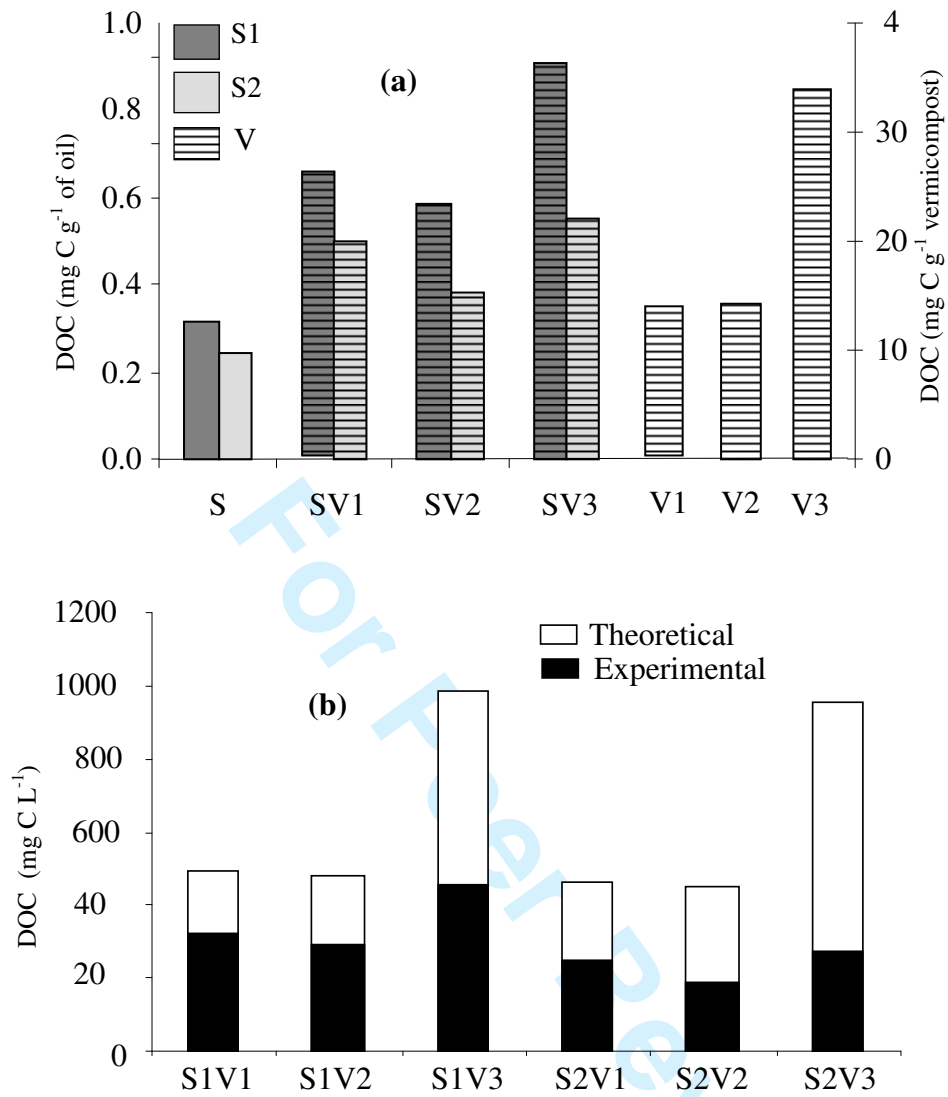 S1
S2
V
(a)
1.0
0.8
0.6
0.4
0.2
0.0
DOC (mg C g-1 of oil)
4
30
20
10
0
DOC (mg C g-1 vermicompost)
S SV1 SV2 SV3 V1 V2 V3
Theoretical
Experimental
(b)
1200
1000
800
600
40
20
0
DOC (mg C L-1)
S1V1 S1V2 S1V3 S2V1 S2V2 S2V3
For Peer